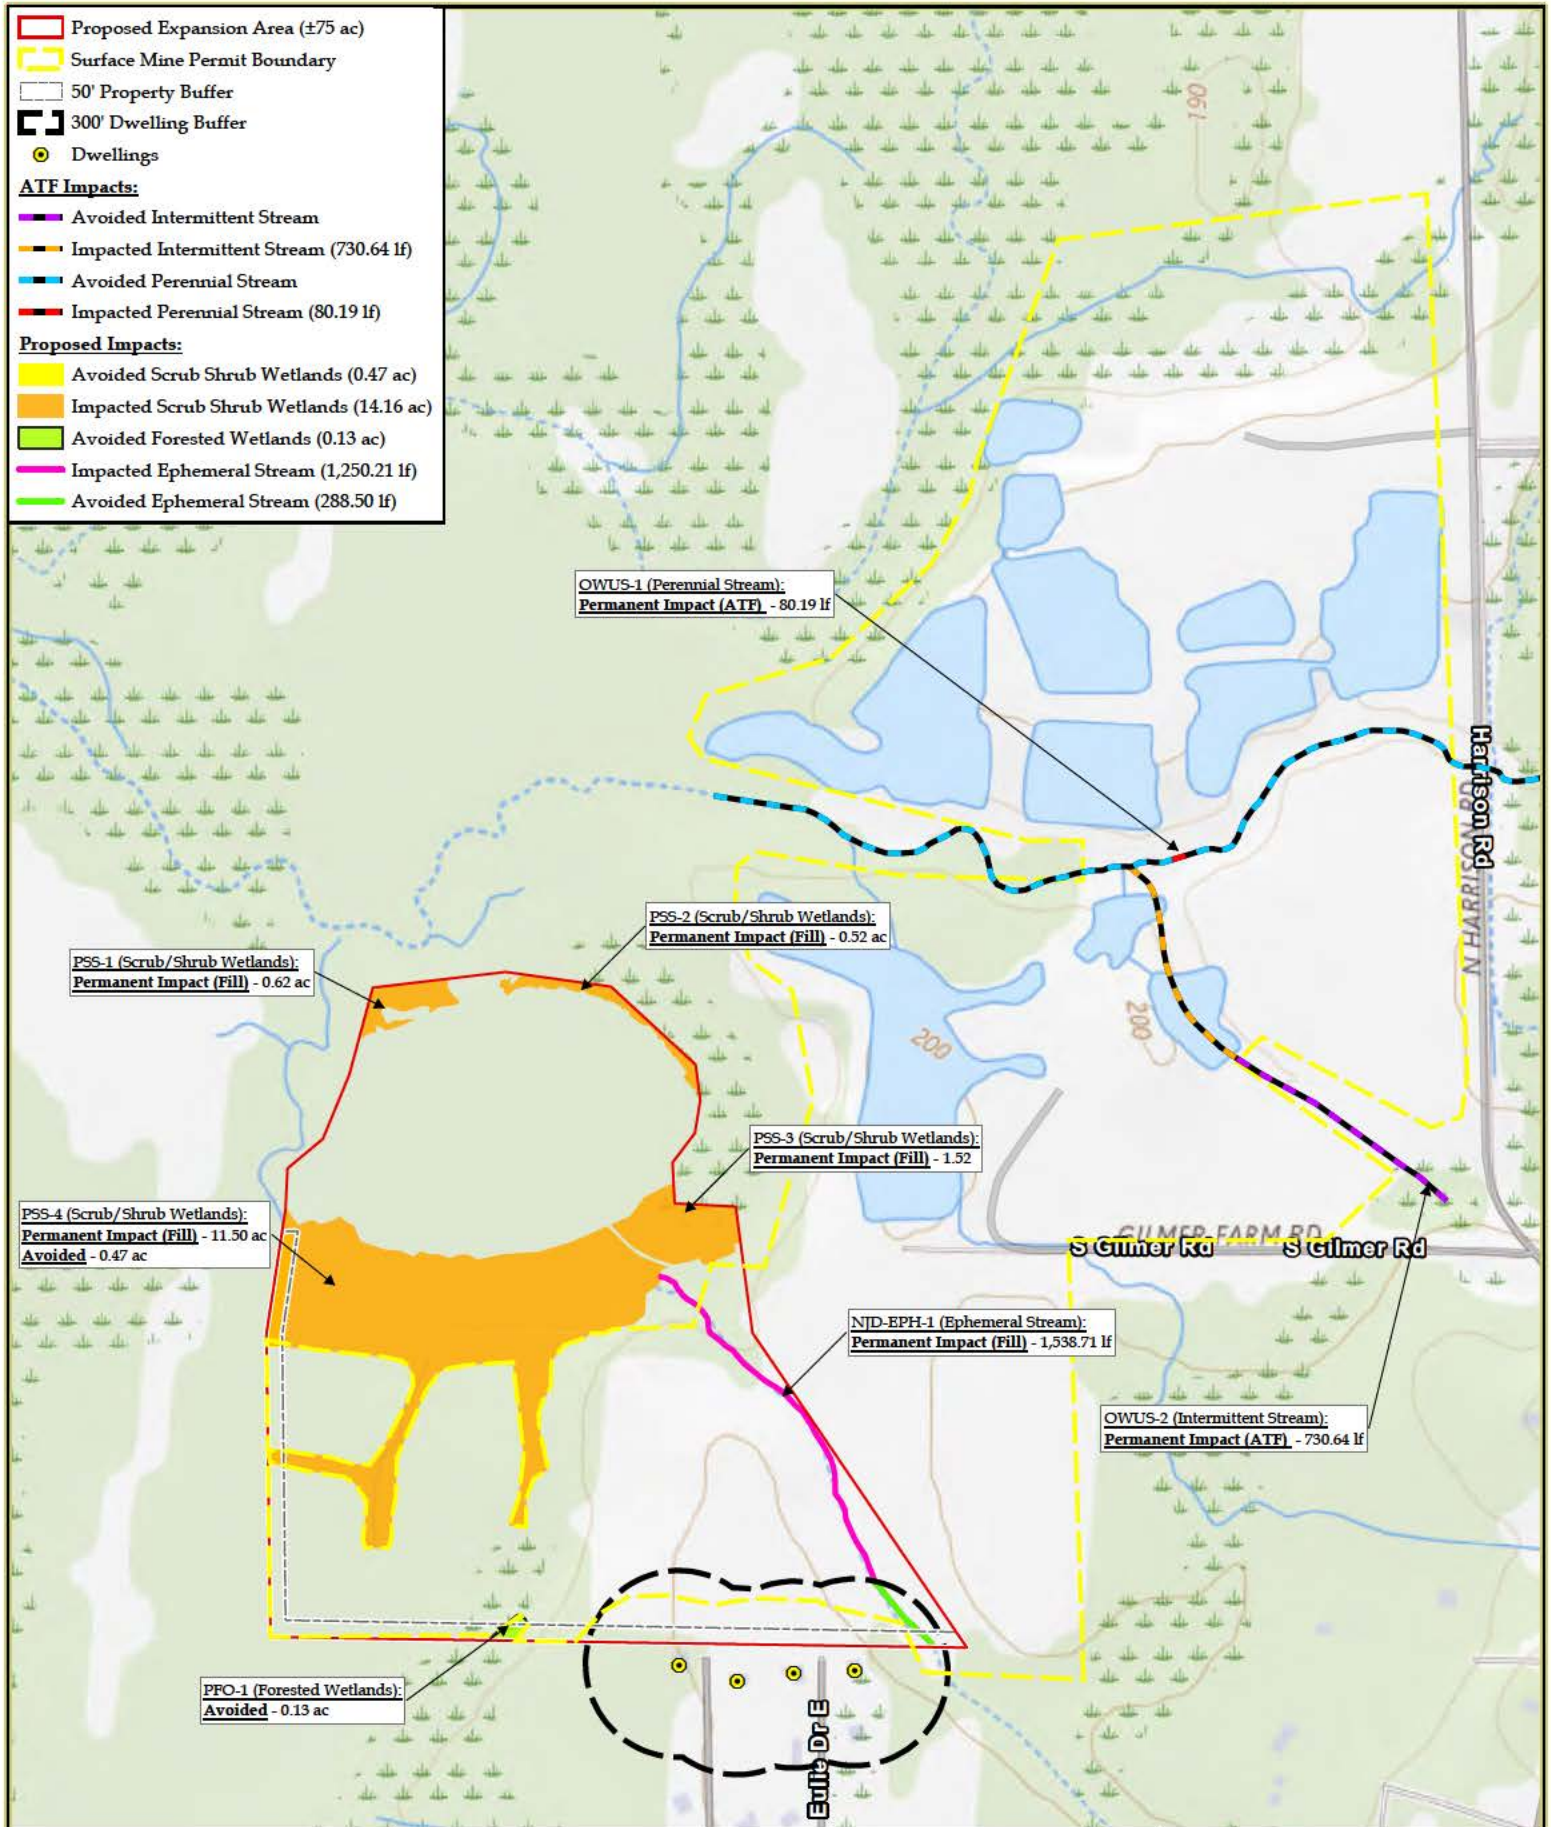 Proposed Expansion Area (±75 ac)
Surface Mine Permit Boundary
50' Property Buffer
300' Dwelling Buffer
Dwellings
ATF Impacts:
Avoided Intermittent Stream
Impacted Intermittent Stream (730.64 lf)
Avoided Perennial Stream
Impacted Perennial Stream (80.19 lf)
Proposed Impacts:
Avoided Scrub Shrub Wetlands (0.47 ac)
Impacted Scrub Shrub Wetlands (14.16 ac)
Avoided Forested Wetlands (0.13 ac)
Impacted Ephemeral Stream (1,250.21 lf)
Avoided Ephemeral Stream (288.50 lf)
190
OWUS-1 (Perennial Stream):
Permanent Impact (ATF) - 80.19 lf
Harrison Rd
N HARRISON RD
PSS-2 (Scrub/Shrub Wetlands):
Permanent Impact (Fill) - 0.52 ac
PSS-1 (Scrub/Shrub Wetlands):
Permanent Impact (Fill) - 0.62 ac
200
200
PSS-3 (Scrub/Shrub Wetlands):
Permanent Impact (Fill) - 1.52
PSS-4 (Scrub/Shrub Wetlands):
Permanent Impact (Fill) - 11.50 ac
Avoided - 0.47 ac
GILMER FARM RD
S Gilmer Rd
S Gilmer Rd
NJD-EPH-1 (Ephemeral Stream):
Permanent Impact (Fill) - 1,538.71 lf
OWUS-2 (Intermittent Stream):
Permanent Impact (ATF) - 730.64 lf
PFO-1 (Forested Wetlands):
Avoided - 0.13 ac
Eulie Dr E